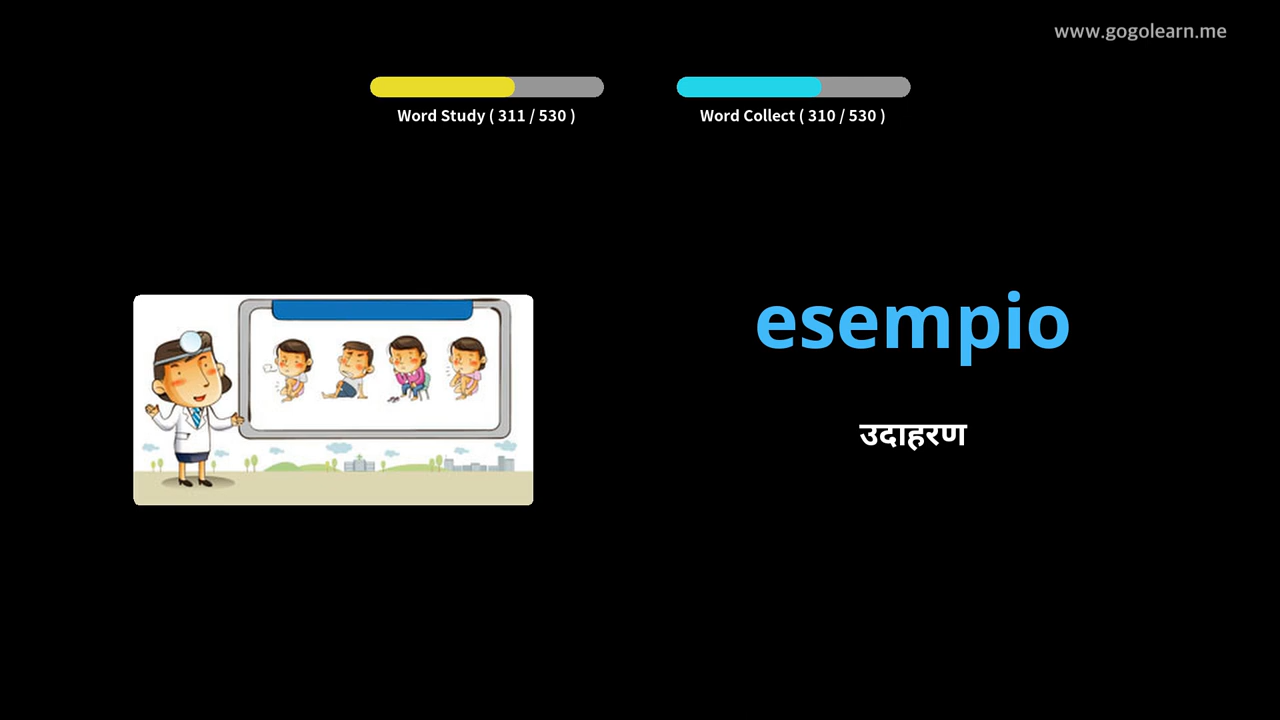 www.gogolearn.me
Word Study ( 311 / 530 )
Word Collect ( 310 / 530 )
esempio
उदाहरण